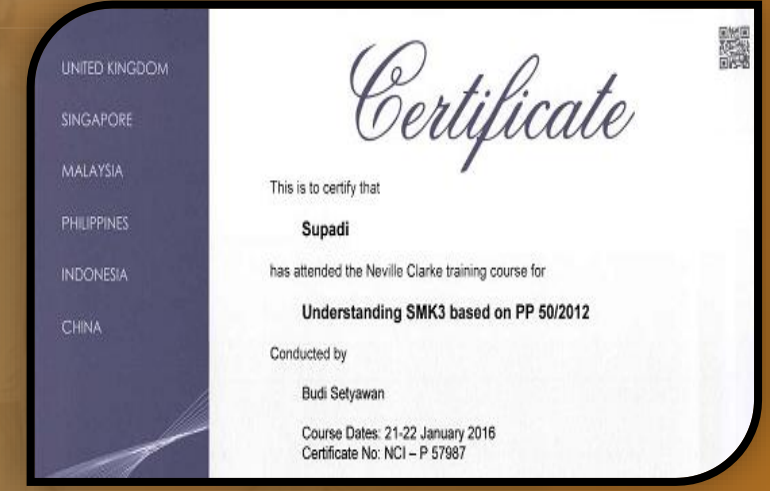 UNITED KINGDOM
SINGAPORE
MALAYSIA
PHILIPPINES
INDONESIA
CHINA
Certificate
This is to certify that
Supadi
has attended the Neville Clarke training course for
Understanding SMK3 based on PP 50/2012
Conducted by
Budi Setyawan
Course Dates: 21-22 January 2016
Certificate No: NCI – P 57987